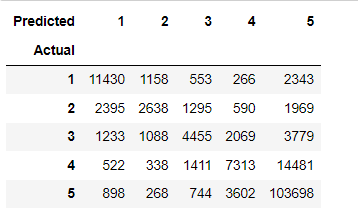 Predicted 1 2 3 4 5
Actual
1 11430 1158 553 266 2343
2 2395 2638 1295 590 1969
3 1233 1088 4455 2069 3779
4 522 338 1411 7313 14481
5 898 268 744 3602 103698